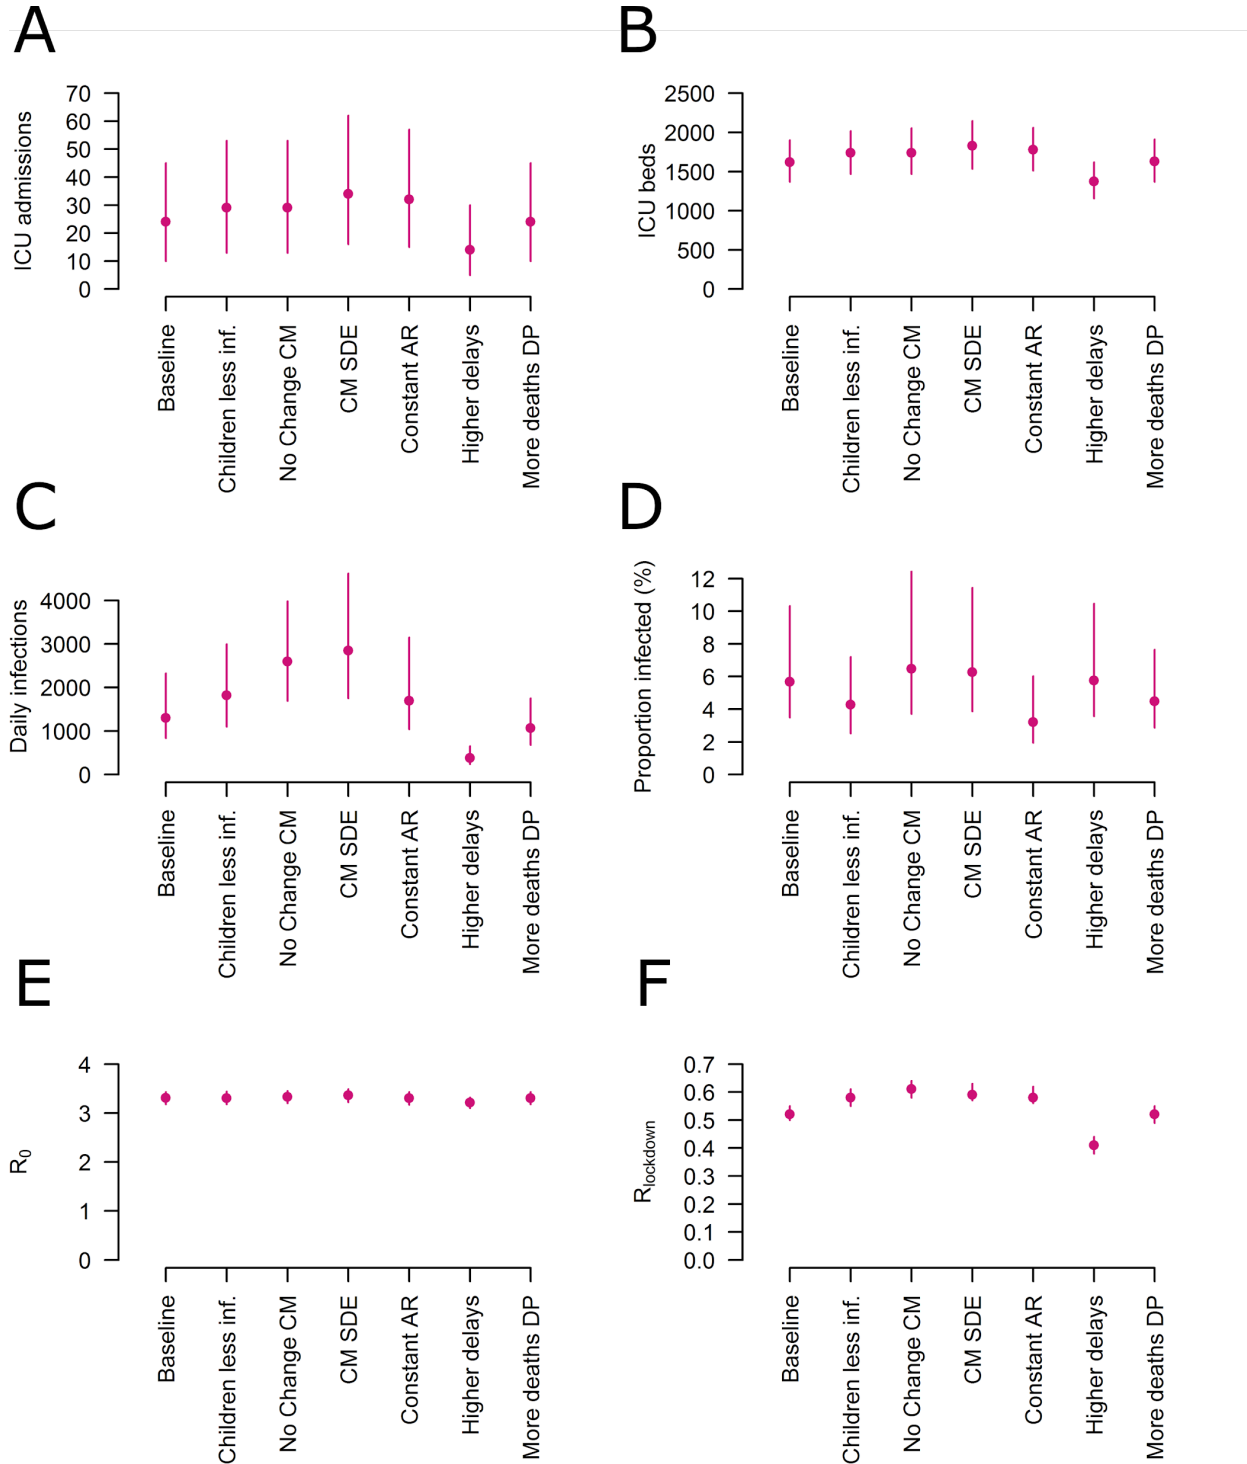 A
ICU admissions
70
60
50
40
30
20
10
0
Baseline
Children less inf.
No Change CM
CM SDE
Constant AR
Higher delays
More deaths DP
B
ICU beds
2500
2000
1500
1000
500
0
Baseline
Children less inf.
No Change CM
CM SDE
Constant AR
Higher delays
More deaths DP
C
Daily infections
4000
3000
2000
1000
0
Baseline
Children less inf.
No Change CM
CM SDE
Constant AR
Higher delays
More deaths DP
D
Proportion infected (%)
12
10
8
6
4
2
0
Baseline
Children less inf.
No Change CM
CM SDE
Constant AR
Higher delays
More deaths DP
E
R0
4
3
2
1
0
Baseline
Children less inf.
No Change CM
CM SDE
Constant AR
Higher delays
More deaths DP
F
Rlockdown
0.7
0.6
0.5
0.4
0.3
0.2
0.1
0.0
Baseline
Children less inf.
No Change CM
CM SDE
Constant AR
Higher delays
More deaths DP